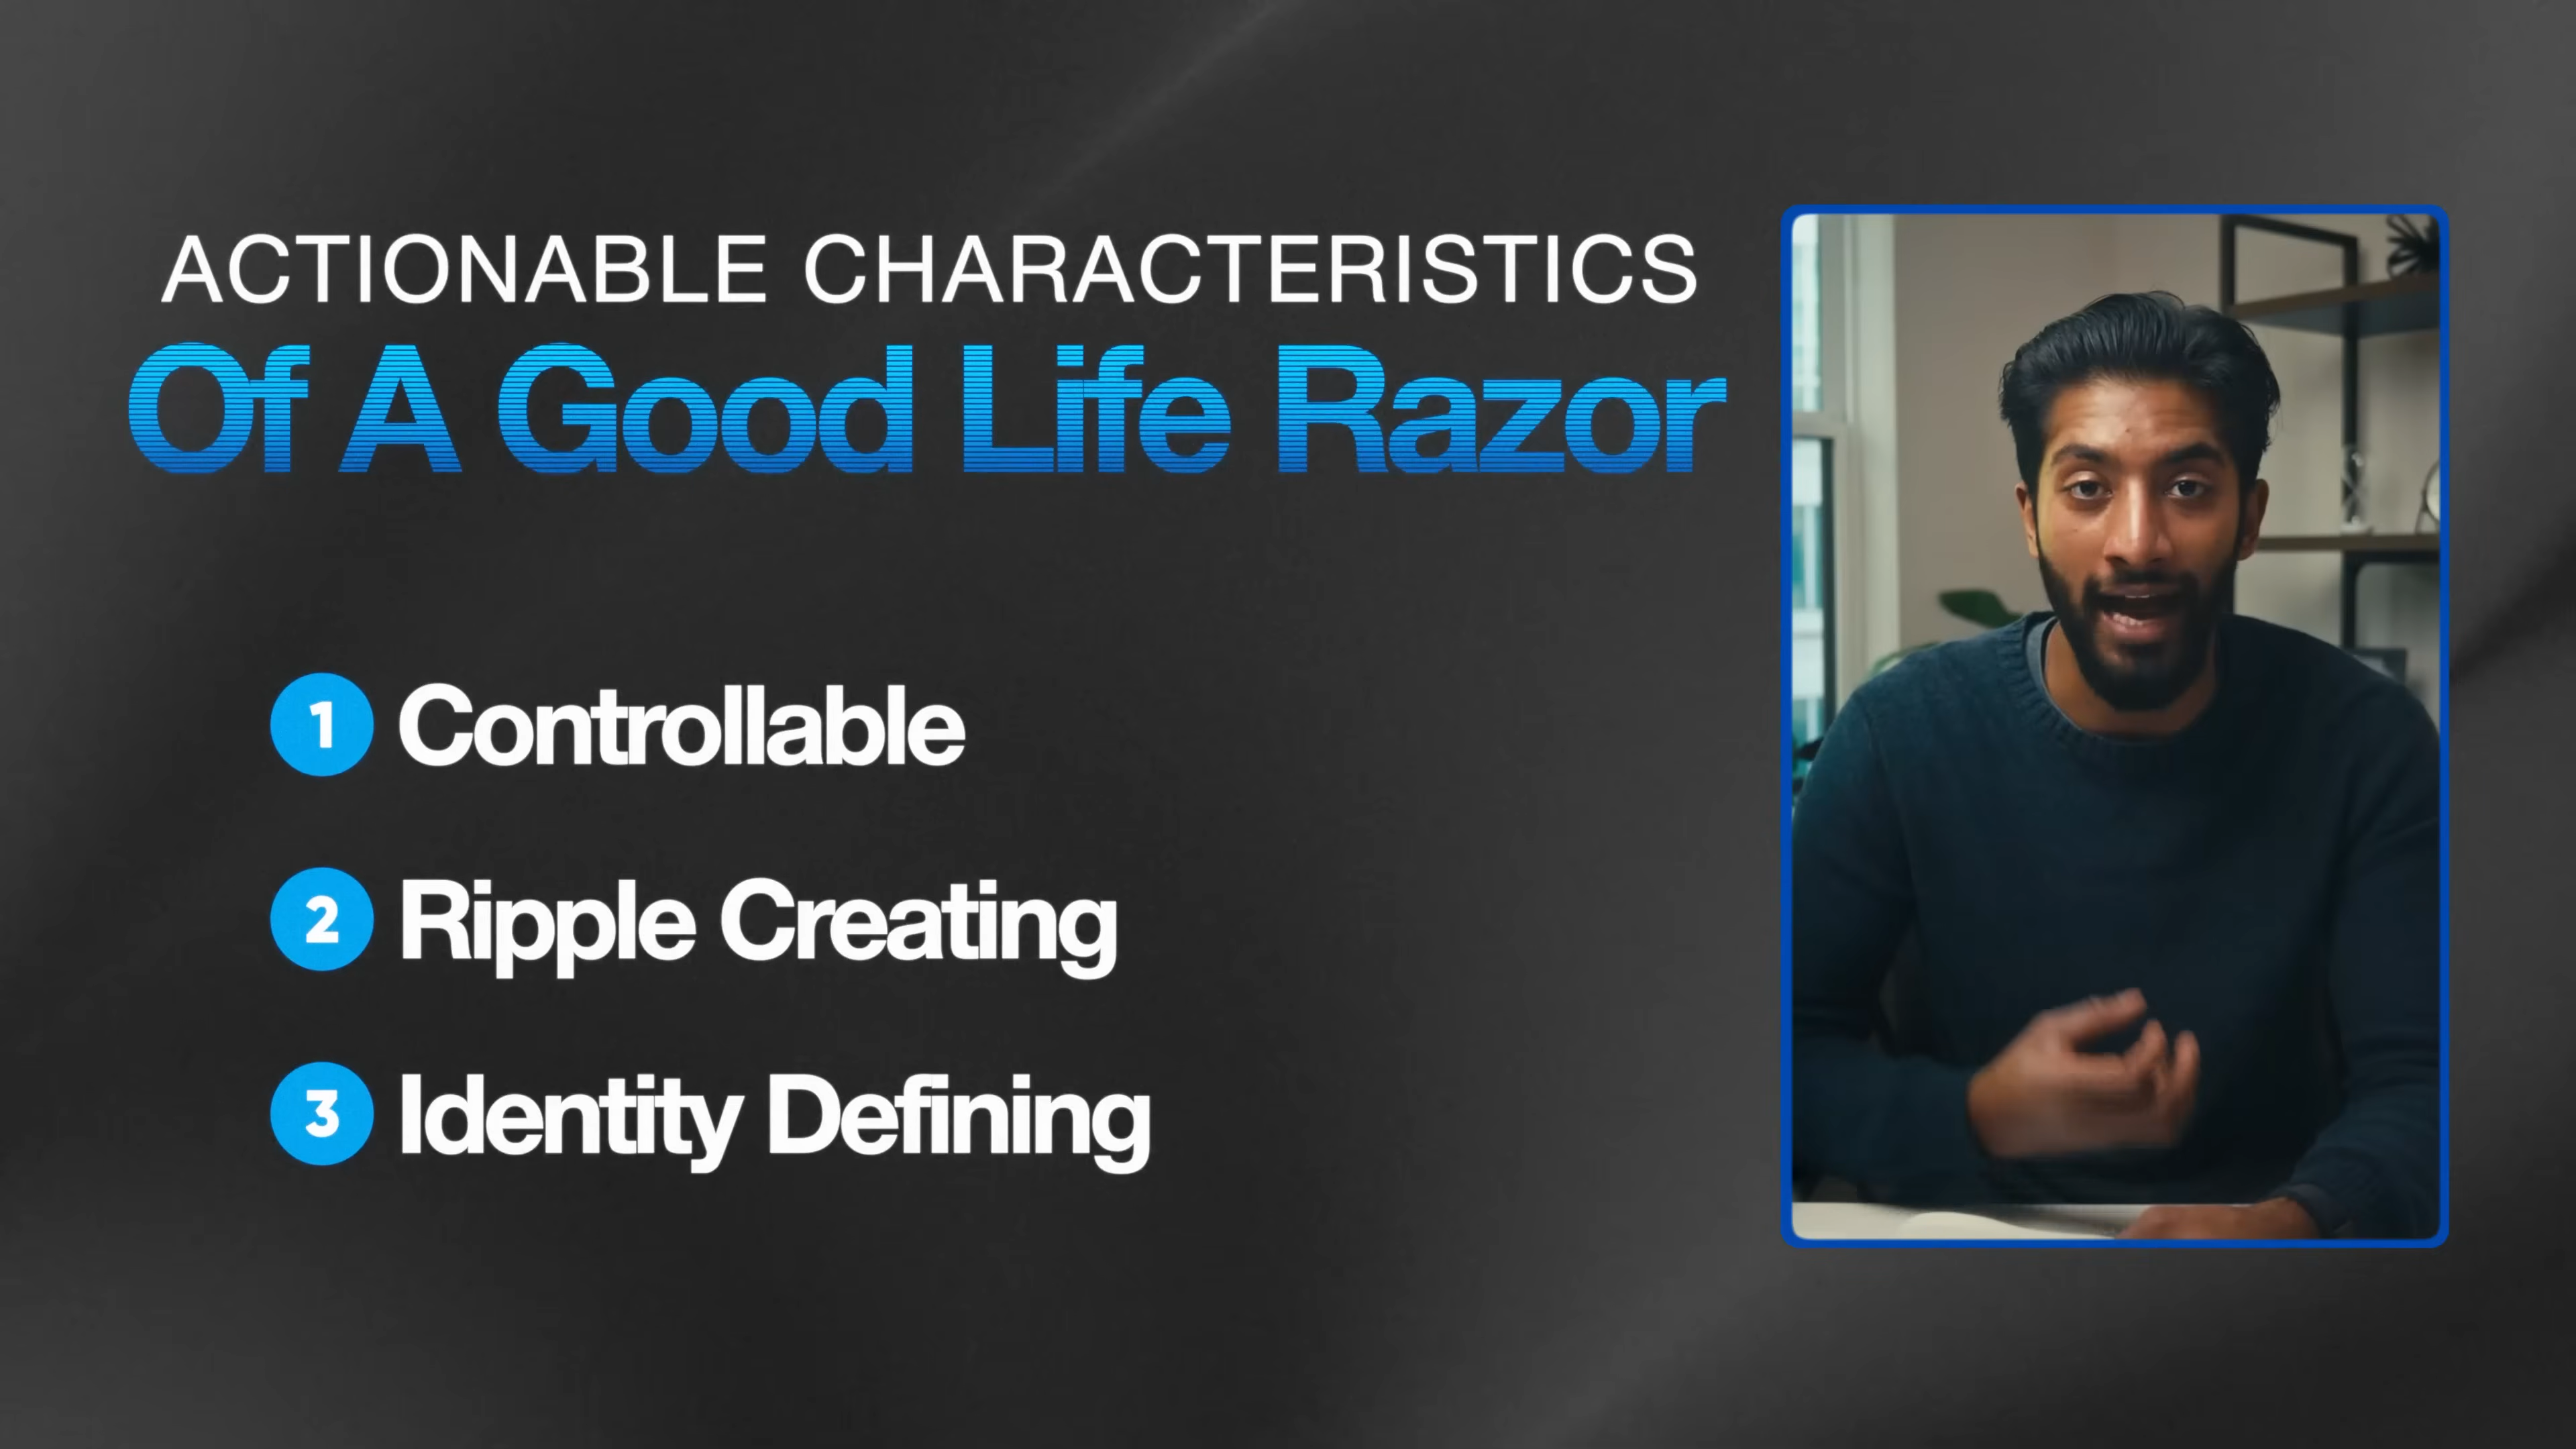 ACTIONABLE CHARACTERISTICS
Of A Good Life Razor
1 Controllable
2 Ripple Creating
3 Identity Defining